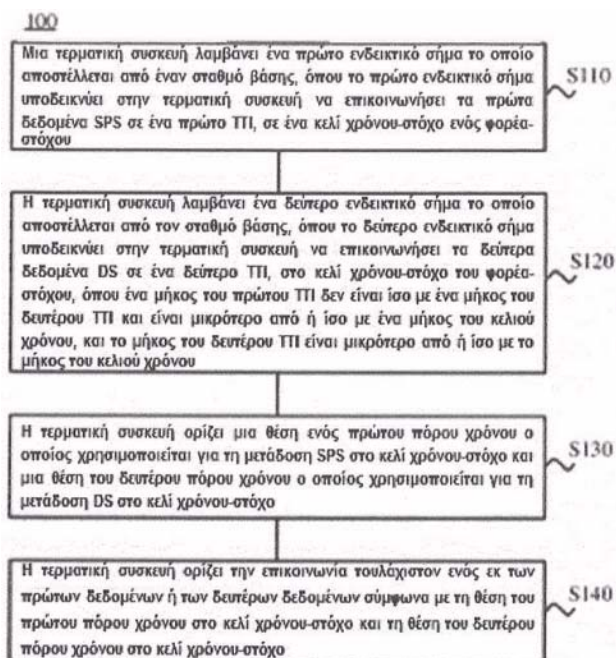 100
Μια τερματική συσκευή λαμβάνει ένα πρώτο ενδεικτικό σήμα το οποίο
αποστέλλεται από έναν σταθμό βάσης, όπου το πρώτο ενδεικτικό σήμα
υποδεικνύει στην τερματική συσκευή να επικοινωνήσει τα πρώτα
δεδομένα SPS σε ένα πρώτο TTI, σε ένα κελί χρόνου-στόχο ενός φορέα-
στόχου
S110
Η τερματική συσκευή λαμβάνει ένα δεύτερο ενδεικτικό σήμα το οποίο
αποστέλλεται από τον σταθμό βάσης, όπου το δεύτερο ενδεικτικό σήμα
υποδεικνύει στην τερματική συσκευή να επικοινωνήσει τα δεύτερα
δεδομένα DS σε ένα δεύτερο TTI, στο κελί χρόνου-στόχο του φορέα-
στόχου, όπου ένα μήκος του πρώτου TTI δεν είναι ίσο με ένα μήκος του
δευτέρου TTI και είναι μικρότερο από ή ίσο με ένα μήκος του κελιού
χρόνου, και το μήκος του δευτέρου TTI είναι μικρότερο από ή ίσο με το
μήκος του κελιού χρόνου
S120
Η τερματική συσκευή ορίζει μια θέση ενός πρώτου πόρου χρόνου ο
οποίος χρησιμοποιείται για τη μετάδοση SPS στο κελί χρόνου-στόχο και
μια θέση του δευτέρου πόρου χρόνου ο οποίος χρησιμοποιείται για τη
μετάδοση DS στο κελί χρόνου-στόχο
S130
Η τερματική συσκευή ορίζει την επικοινωνία τουλάχιστον ενός εκ των
πρώτων δεδομένων ή των δευτέρων δεδομένων σύμφωνα με τη θέση του
πρώτου πόρου χρόνου στο κελί χρόνου-στόχο και τη θέση του δευτέρου
πόρου χρόνου στο κελί χρόνου-στόχο
S140